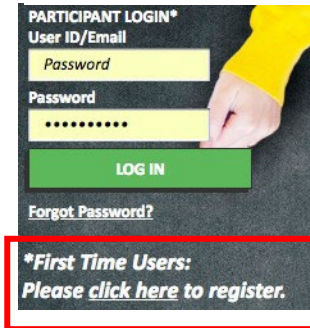 PARTICIPANT LOGIN*
User ID/Email
Password
Password
••••••••••
LOG IN
Forgot Password?
*First Time Users:
Please click here to register.